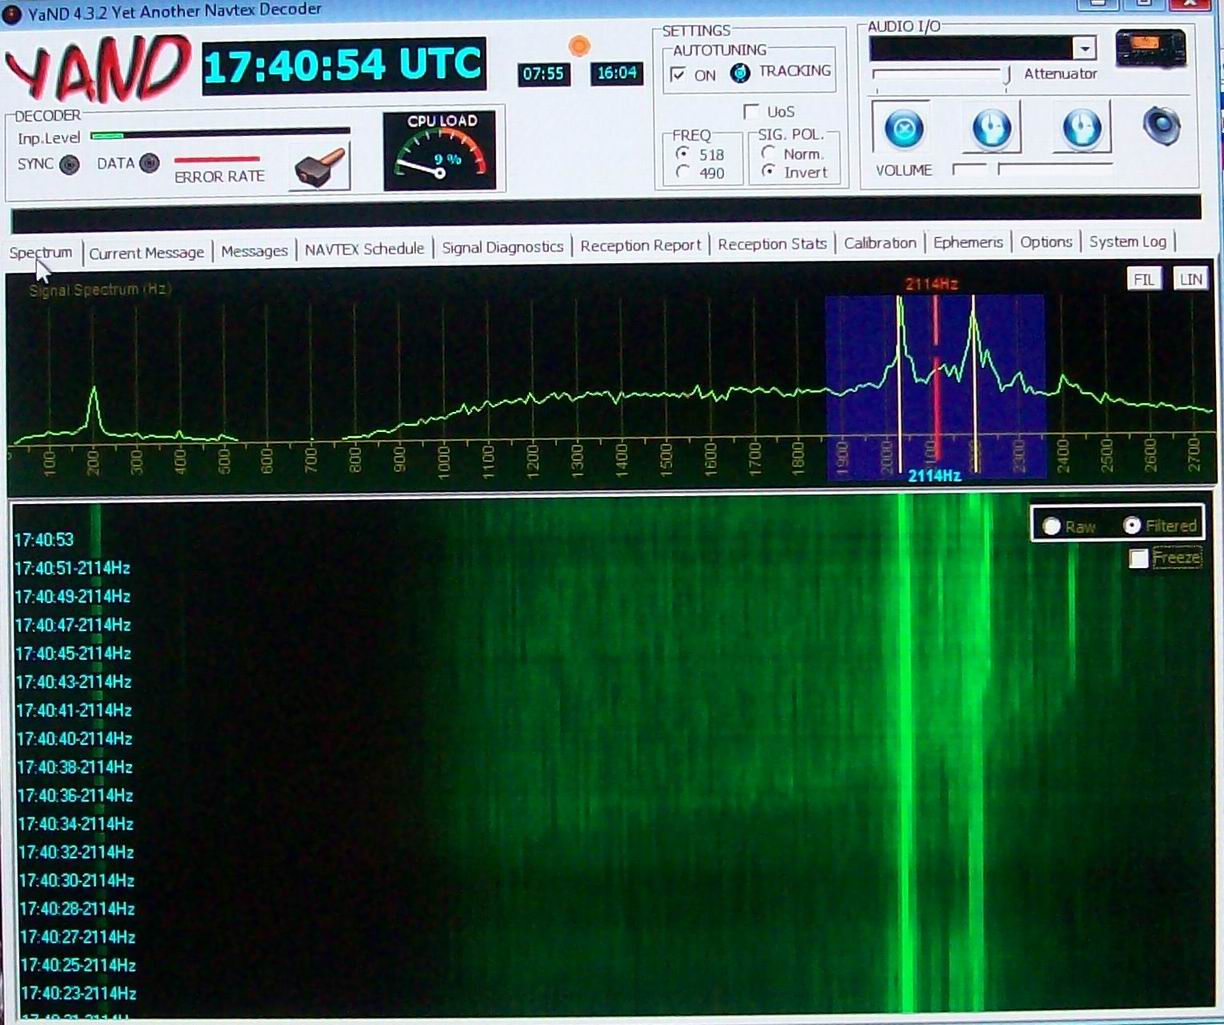 YaND 4.3.2 Yet Another Navtex Decoder
YAND
17:40:54 UTC
07:55
16:04
SETTINGS
AUTOTUNING
ON
TRACKING
UoS
FREQ
518
490
SIG. POL.
Norm.
Invert
AUDIO I/O
Attenuator
VOLUME
DECODER
Inp.Level
SYNC
DATA
ERROR RATE
CPU LOAD
9 %
Spectrum
Current Message
Messages
NAVTEX Schedule
Signal Diagnostics
Reception Report
Reception Stats
Calibration
Ephemeris
Options
System Log
Signal Spectrum (Hz)
2114Hz
FIL
LIN
100
200
300
400
500
600
700
800
900
1000
1100
1200
1300
1400
1500
1600
1700
1800
1900
2000
2300
2400
2500
2600
2700
2114Hz
Raw
Filtered
Freeze
17:40:53
17:40:51-2114Hz
17:40:49-2114Hz
17:40:47-2114Hz
17:40:45-2114Hz
17:40:43-2114Hz
17:40:41-2114Hz
17:40:40-2114Hz
17:40:38-2114Hz
17:40:36-2114Hz
17:40:34-2114Hz
17:40:32-2114Hz
17:40:30-2114Hz
17:40:28-2114Hz
17:40:27-2114Hz
17:40:25-2114Hz
17:40:23-2114Hz